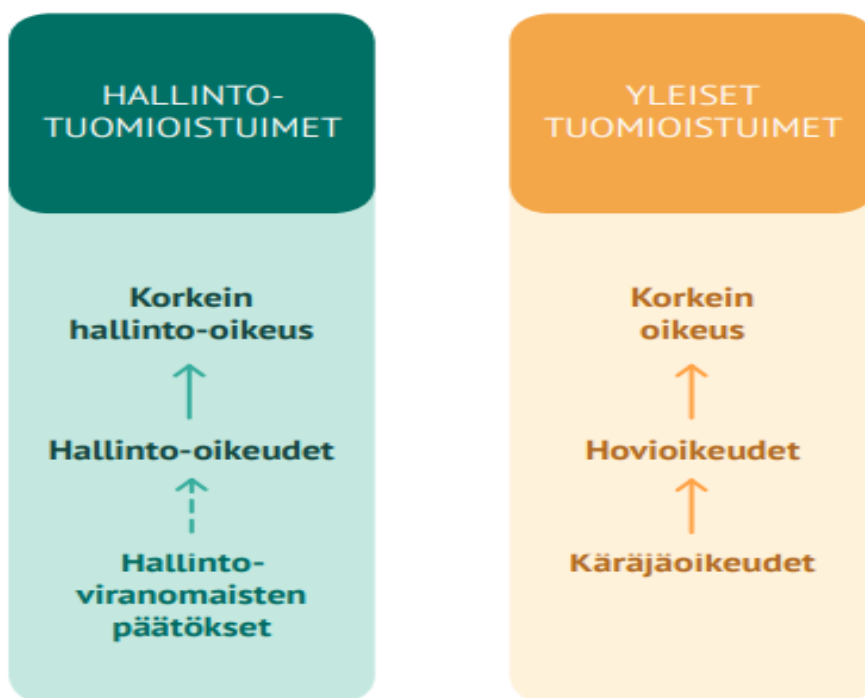 HALLINTO-
TUOMIOISTUIMET
Korkein
hallinto-oikeus
Hallinto-oikeudet
Hallinto-
viranomaisten
päätökset
YLEISET
TUOMIOISTUIMET
Korkein
oikeus
Hovioikeudet
Käräjäoikeudet